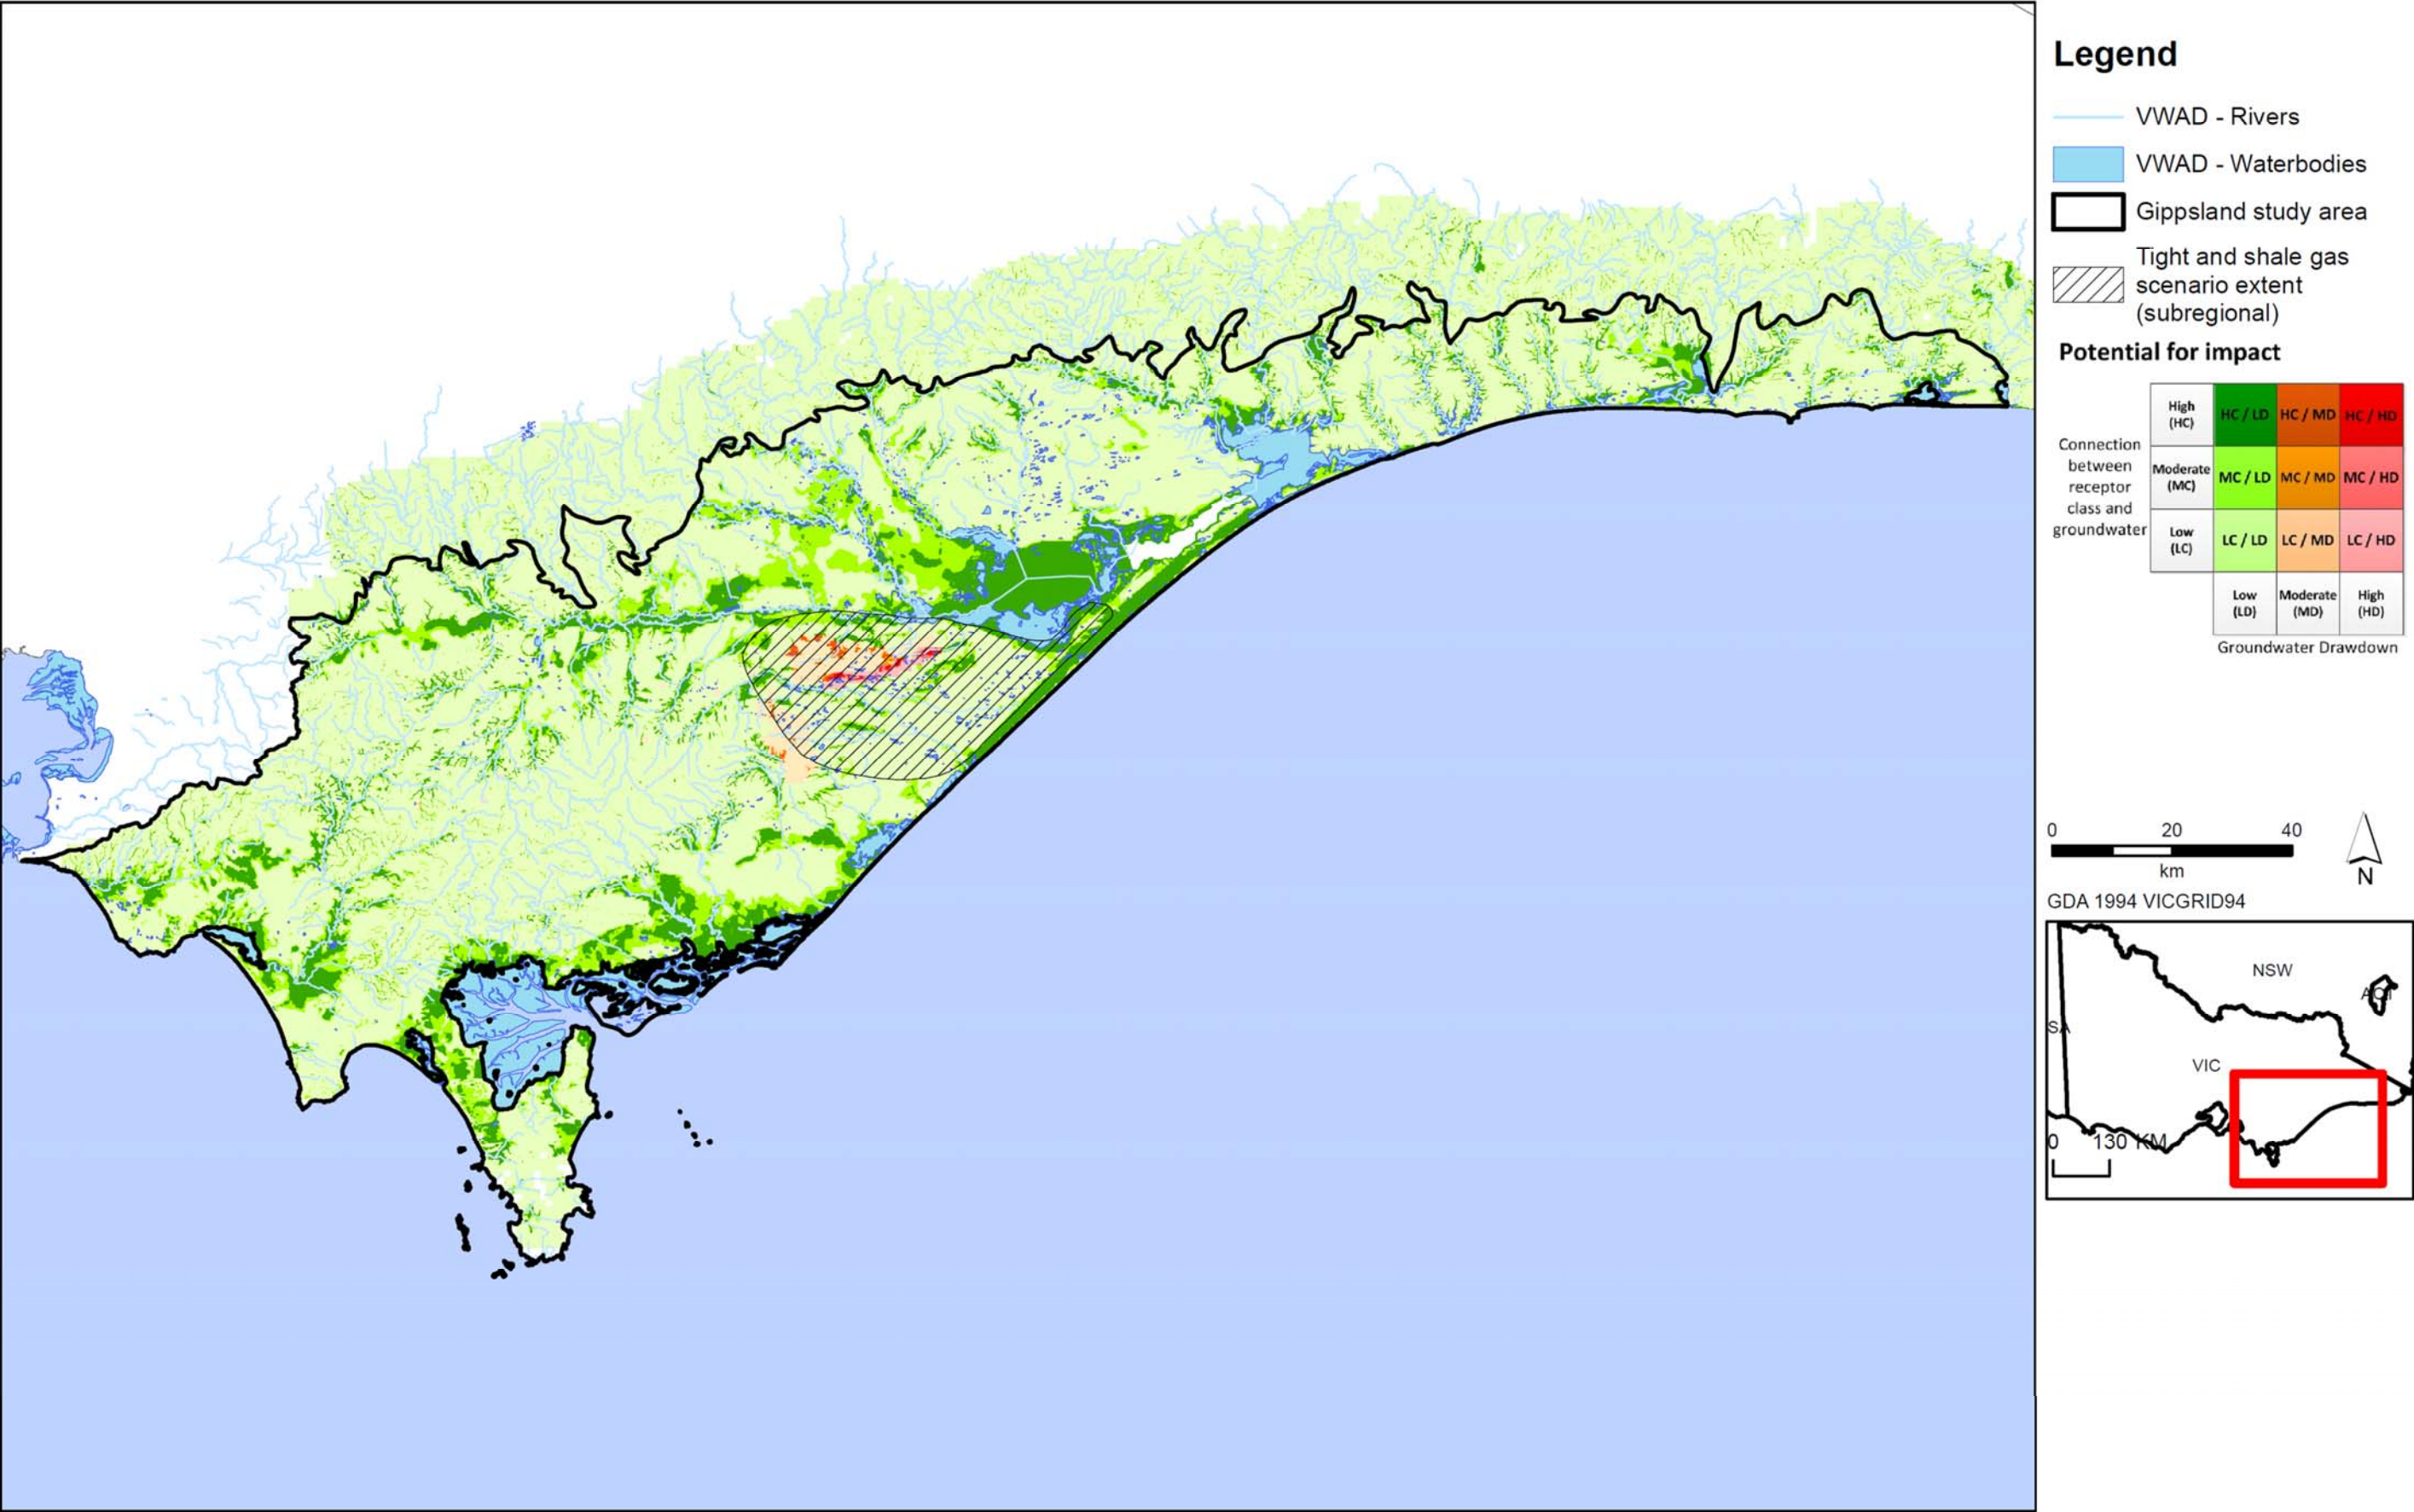 Legend
VWAD - Rivers
VWAD - Waterbodies
Gippsland study area
Tight and shale gas
scenario extent
(subregional)
Potential for impact
Connection
between
receptor
class and
groundwater
High
(HC)
HC / LD
HC / MD
HC / HD
Moderate
(MC)
MC / LD
MC / MD
MC / HD
Low
(LC)
LC / LD
LC / MD
LC / HD
Low
(LD)
Moderate
(MD)
High
(HD)
Groundwater Drawdown
0 20 40
km
N
GDA 1994 VICGRID94
NSW
ACT
SA
VIC
0 130 KM